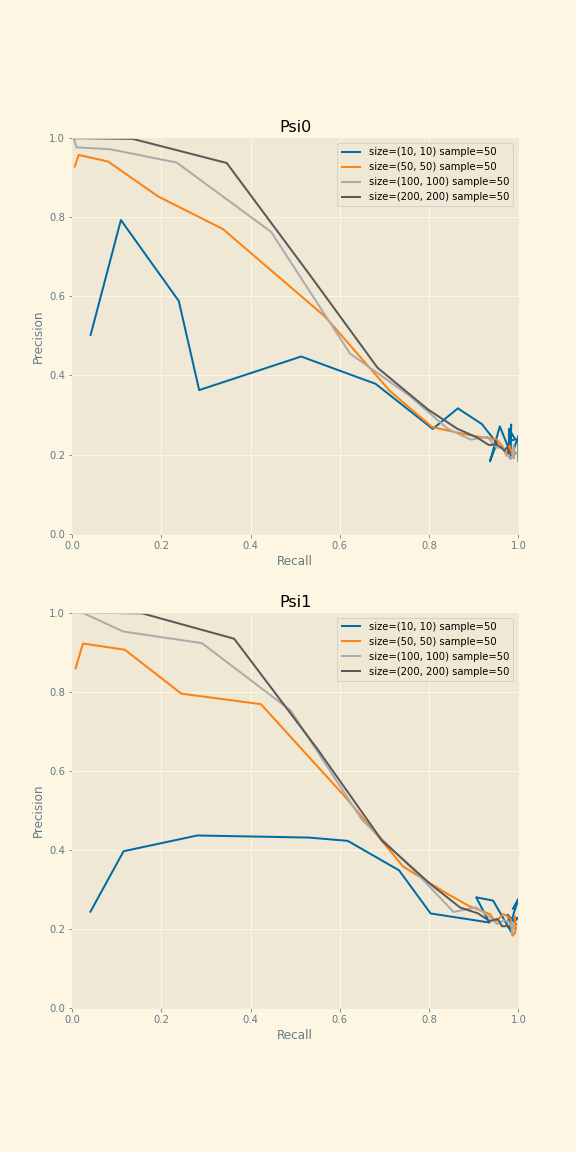 Psi0
1.0
size=(10, 10) sample=50
size=(50, 50) sample=50
size=(100, 100) sample=50
size=(200, 200) sample=50
0.8
0.6
Precision
0.4
0.2
0.0
0.0 0.2 0.4 0.6 0.8 1.0
Recall
Psi1
1.0
size=(10, 10) sample=50
size=(50, 50) sample=50
size=(100, 100) sample=50
size=(200, 200) sample=50
0.8
0.6
Precision
0.4
0.2
0.0
0.0 0.2 0.4 0.6 0.8 1.0
Recall